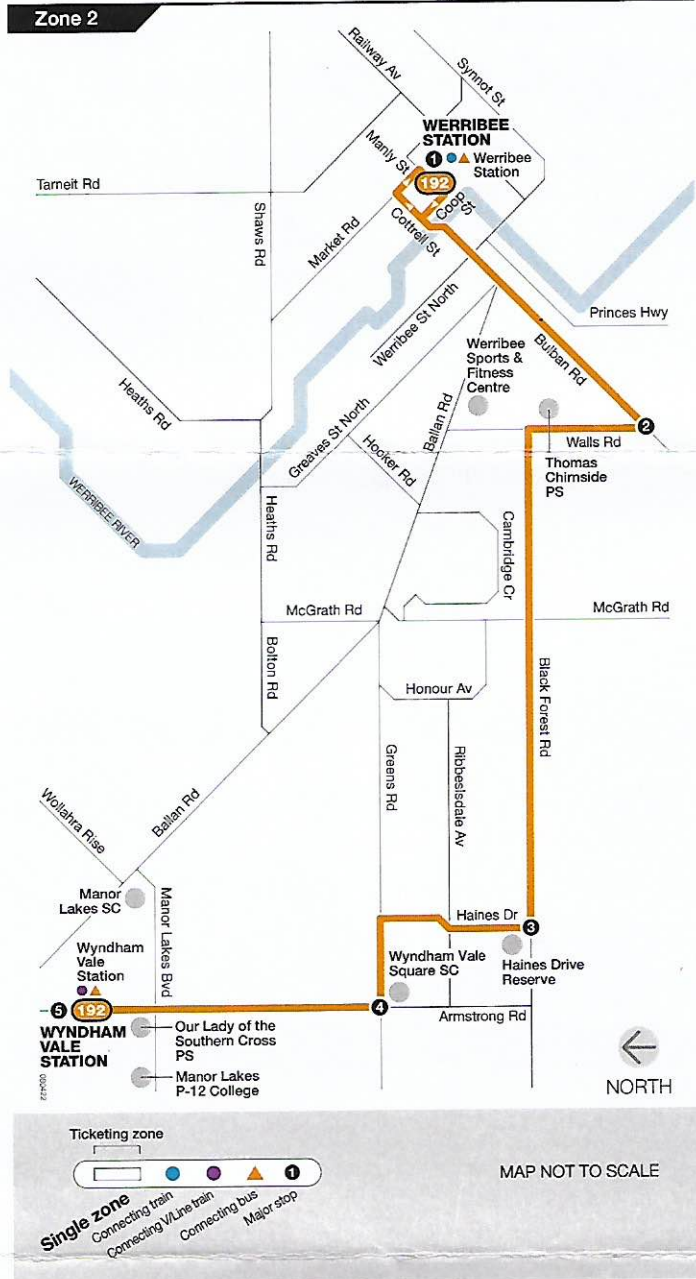 Zone 2
Railway Av
Synnot St
WERRIBEE
STATION
1
Werribee
Station
Manly St
192
Coop St
Tarneit Rd
Shaws Rd
Market Rd
Cottrell St
Werribee St North
Princes Hwy
Bulban Rd
Werribee
Sports &
Fitness
Centre
Heaths Rd
Ballan Rd
2
Greaves St North
Walls Rd
Hooker Rd
Thomas
Chirnside
PS
WERRIBEE RIVER
Heaths Rd
Cambridge Cr
McGrath Rd
McGrath Rd
Bolton Rd
Black Forest Rd
Honour Av
Greens Rd
Ribbeslsdale Av
Ballan Rd
Wollahra Rise
Manor
Lakes SC
Manor Lakes Blvd
Haines Dr
3
Wyndham
Vale
Station
Wyndham Vale
Square SC
Haines Drive
Reserve
5
192
4
Armstrong Rd
WYNDHAM
VALE
STATION
Our Lady of the
Southern Cross
PS
Manor Lakes
P-12 College
080422
NORTH
Ticketing zone
1
Single zone
Connecting train
Connecting V/Line train
Connecting bus
Major stop
MAP NOT TO SCALE